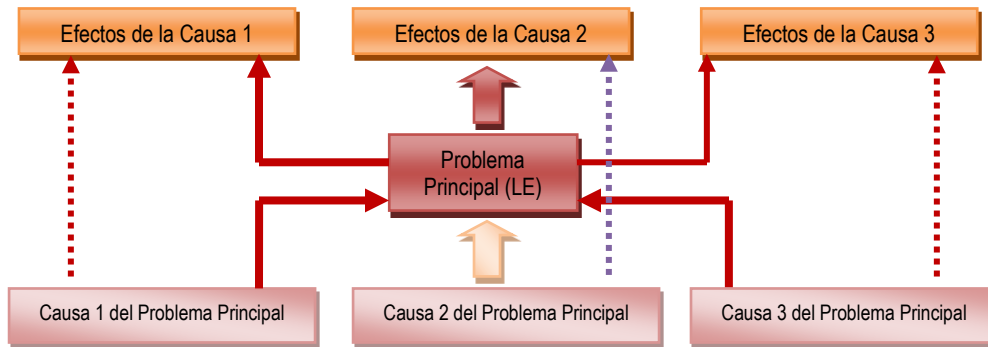 Efectos de la Causa 1
Efectos de la Causa 2
Efectos de la Causa 3
Problema
Principal (LE)
Causa 1 del Problema Principal
Causa 2 del Problema Principal
Causa 3 del Problema Principal